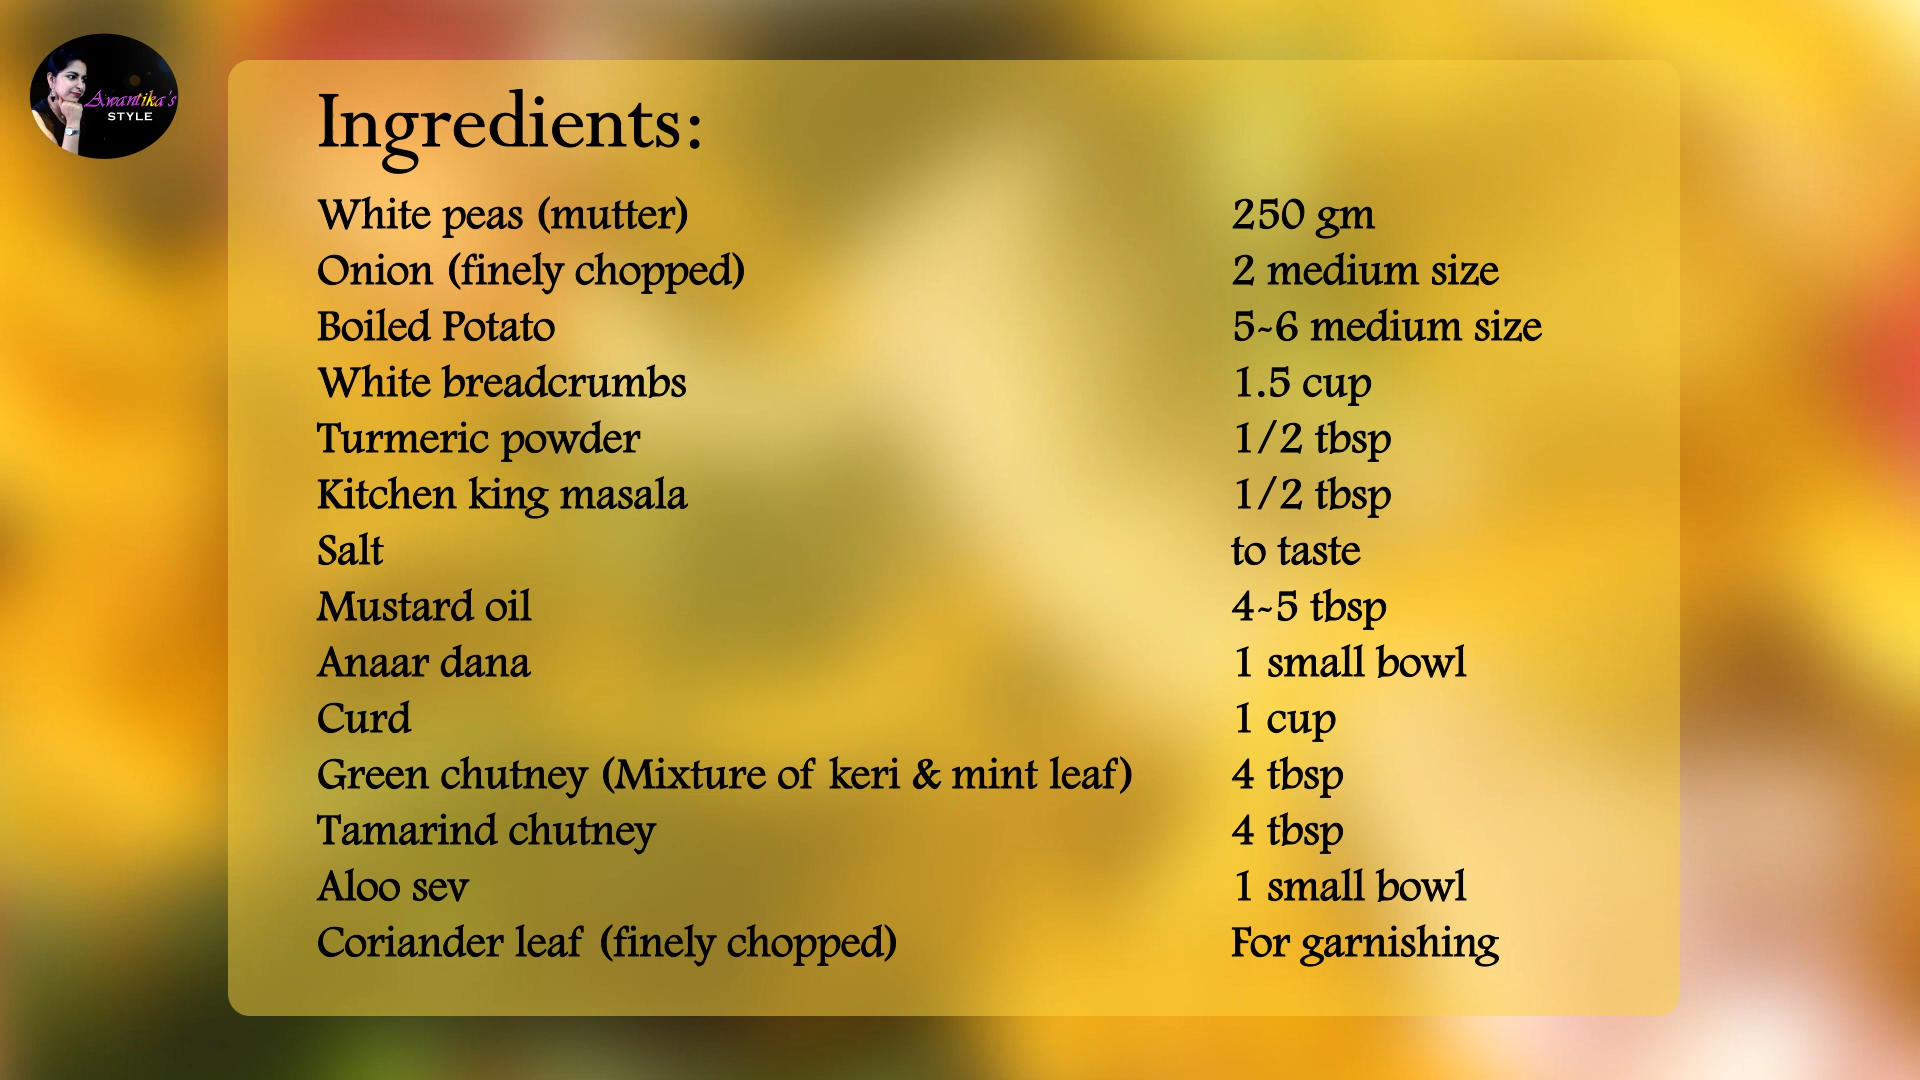 Awantika's
STYLE
Ingredients:
White peas (mutter) 250 gm
Onion (finely chopped) 2 medium size
Boiled Potato 5-6 medium size
White breadcrumbs 1.5 cup
Turmeric powder 1/2 tbsp
Kitchen king masala 1/2 tbsp
Salt to taste
Mustard oil 4-5 tbsp
Anaar dana 1 small bowl
Curd 1 cup
Green chutney (Mixture of keri & mint leaf) 4 tbsp
Tamarind chutney 4 tbsp
Aloo sev 1 small bowl
Coriander leaf (finely chopped) For garnishing